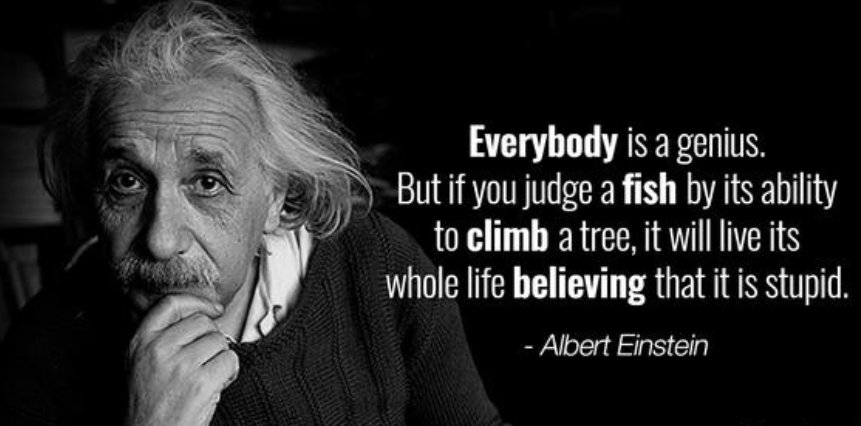 Everybody is a genius.
But if you judge a fish by its ability
to climb a tree, it will live its
whole life believing that it is stupid.
- Albert Einstein